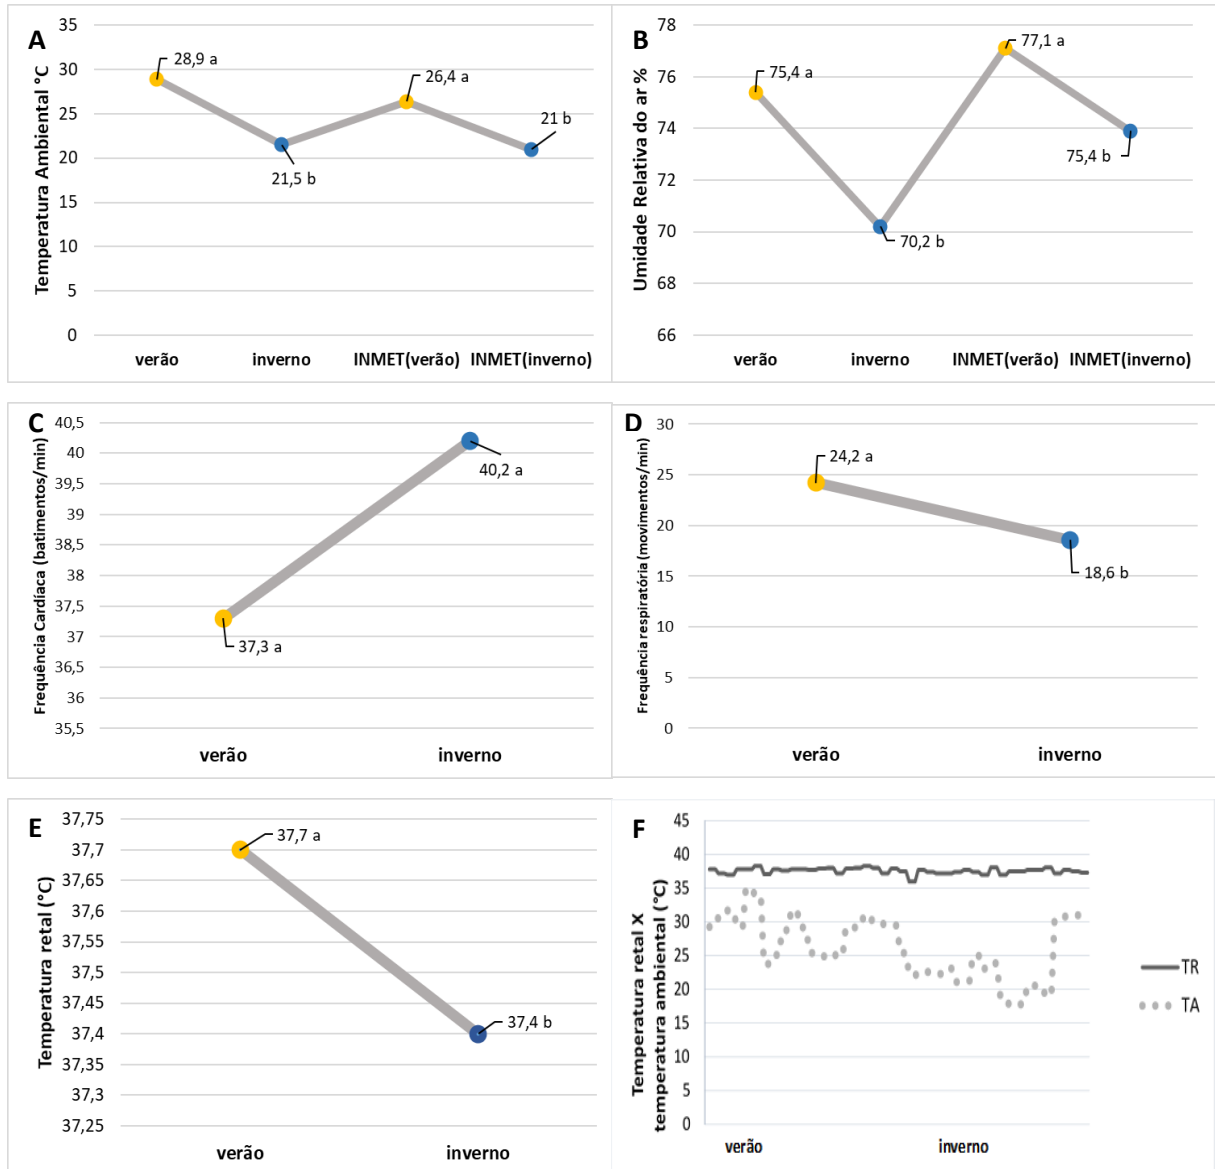 A
Temperatura Ambiental °C
35
30
25
20
15
10
5
0
28,9 a
21,5 b
26,4 a
21 b
verão
inverno
INMET(verão)
INMET(inverno)
B
Umidade Relativa do ar %
78
76
74
72
70
68
66
75,4 a
70,2 b
77,1 a
75,4 b
verão
inverno
INMET(verão)
INMET(inverno)
C
Frequência Cardíaca (batimentos/min)
40,5
40
39,5
39
38,5
38
37,5
37
36,5
36
35,5
37,3 a
40,2 a
verão
inverno
D
Frequência respiratória (movimentos/min)
30
25
20
15
10
5
0
24,2 a
18,6 b
verão
inverno
E
Temperatura retal (°C)
37,75
37,7
37,65
37,6
37,55
37,5
37,45
37,4
37,35
37,3
37,25
37,7 a
37,4 b
verão
inverno
F
Temperatura retal X
temperatura ambiental (°C)
45
40
35
30
25
20
15
10
5
0
verão
inverno
TR
TA